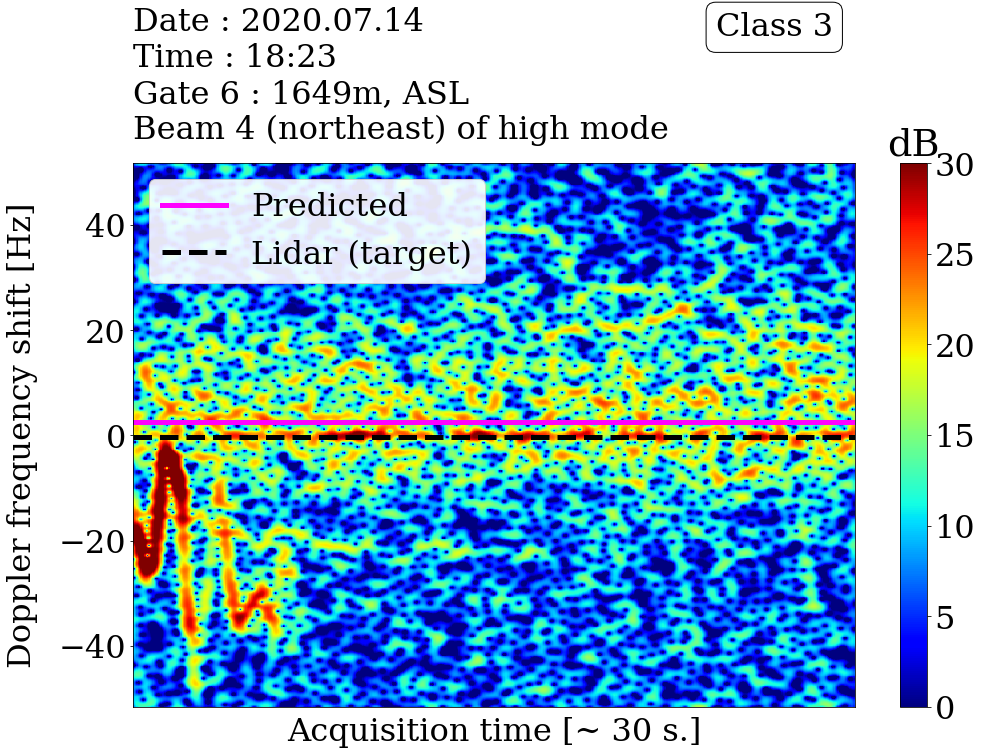 Date : 2020.07.14
Time : 18:23
Gate 6 : 1649m, ASL
Beam 4 (northeast) of high mode
Class 3
dB
Predicted
Lidar (target)
Doppler frequency shift [Hz]
40
20
0
−20
−40
Acquisition time [~ 30 s.]
30
25
20
15
10
5
0